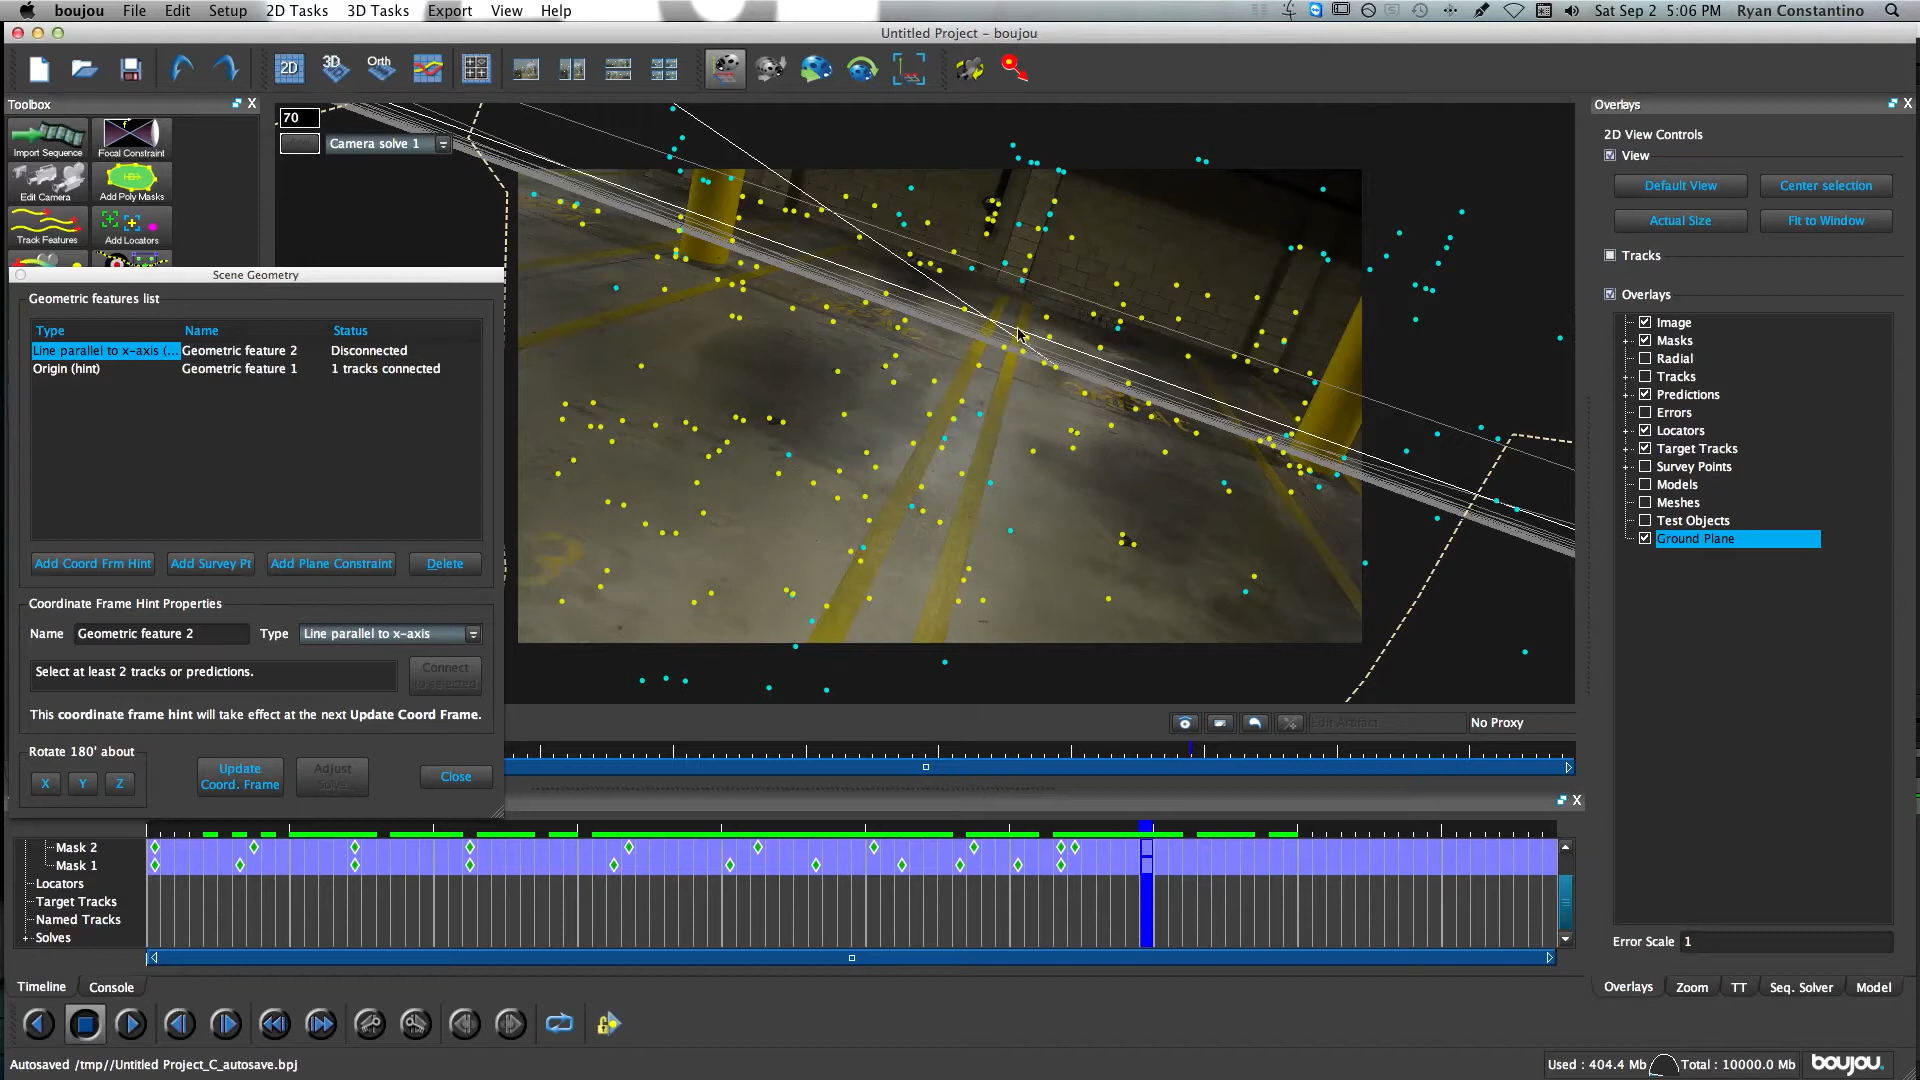 boujou File Edit Setup 2D Tasks 3D Tasks Export View Help
Sat Sep 2 5:06 PM Ryan Constantino
Untitled Project – boujou
2D 3D Orth
Toolbox X
Import Sequence Focal Constraint
Edit Camera Add Poly Masks
Track Features Add Locators
70
Camera solve 1
Scene Geometry
Geometric features list
Type Name Status
Line parallel to x-axis (... Geometric feature 2 Disconnected
Origin (hint) Geometric feature 1 1 tracks connected
Add Coord Frm Hint Add Survey Pt Add Plane Constraint Delete
Coordinate Frame Hint Properties
Name Geometric feature 2 Type Line parallel to x-axis
Select at least 2 tracks or predictions.
Connect
to selected
This coordinate frame hint will take effect at the next Update Coord Frame.
Rotate 180' about
X Y Z
Update
Coord. Frame
Adjust
Solve
Close
Overlays X
2D View Controls
View
Default View Center selection
Actual Size Fit to Window
Tracks
Overlays
Image
Masks
Radial
Tracks
Predictions
Errors
Locators
Target Tracks
Survey Points
Models
Meshes
Test Objects
Ground Plane
Error Scale 1
Overlays Zoom TT Seq. Solver Model
Edit Artifact... No Proxy
X
Mask 2
Mask 1
Locators
Target Tracks
Named Tracks
Solves
Timeline Console
Autosaved /tmp//Untitled Project_C_autosave.bpj
Used : 404.4 Mb Total : 10000.0 Mb boujou